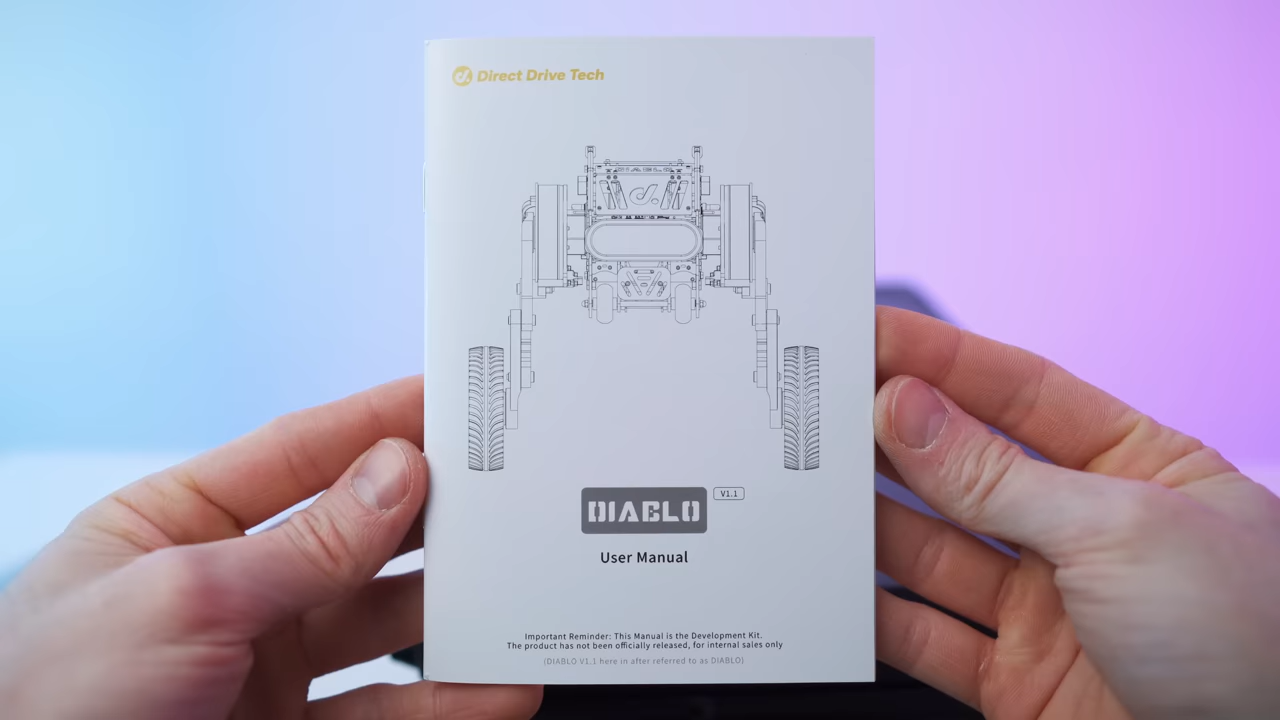 Direct Drive Tech
DIABLO
DIABLO
V1.1
User Manual
Important Reminder: This Manual is the Development Kit.
The product has not been officially released, for internal sales only
(DIABLO V1.1 here in after referred to as DIABLO)